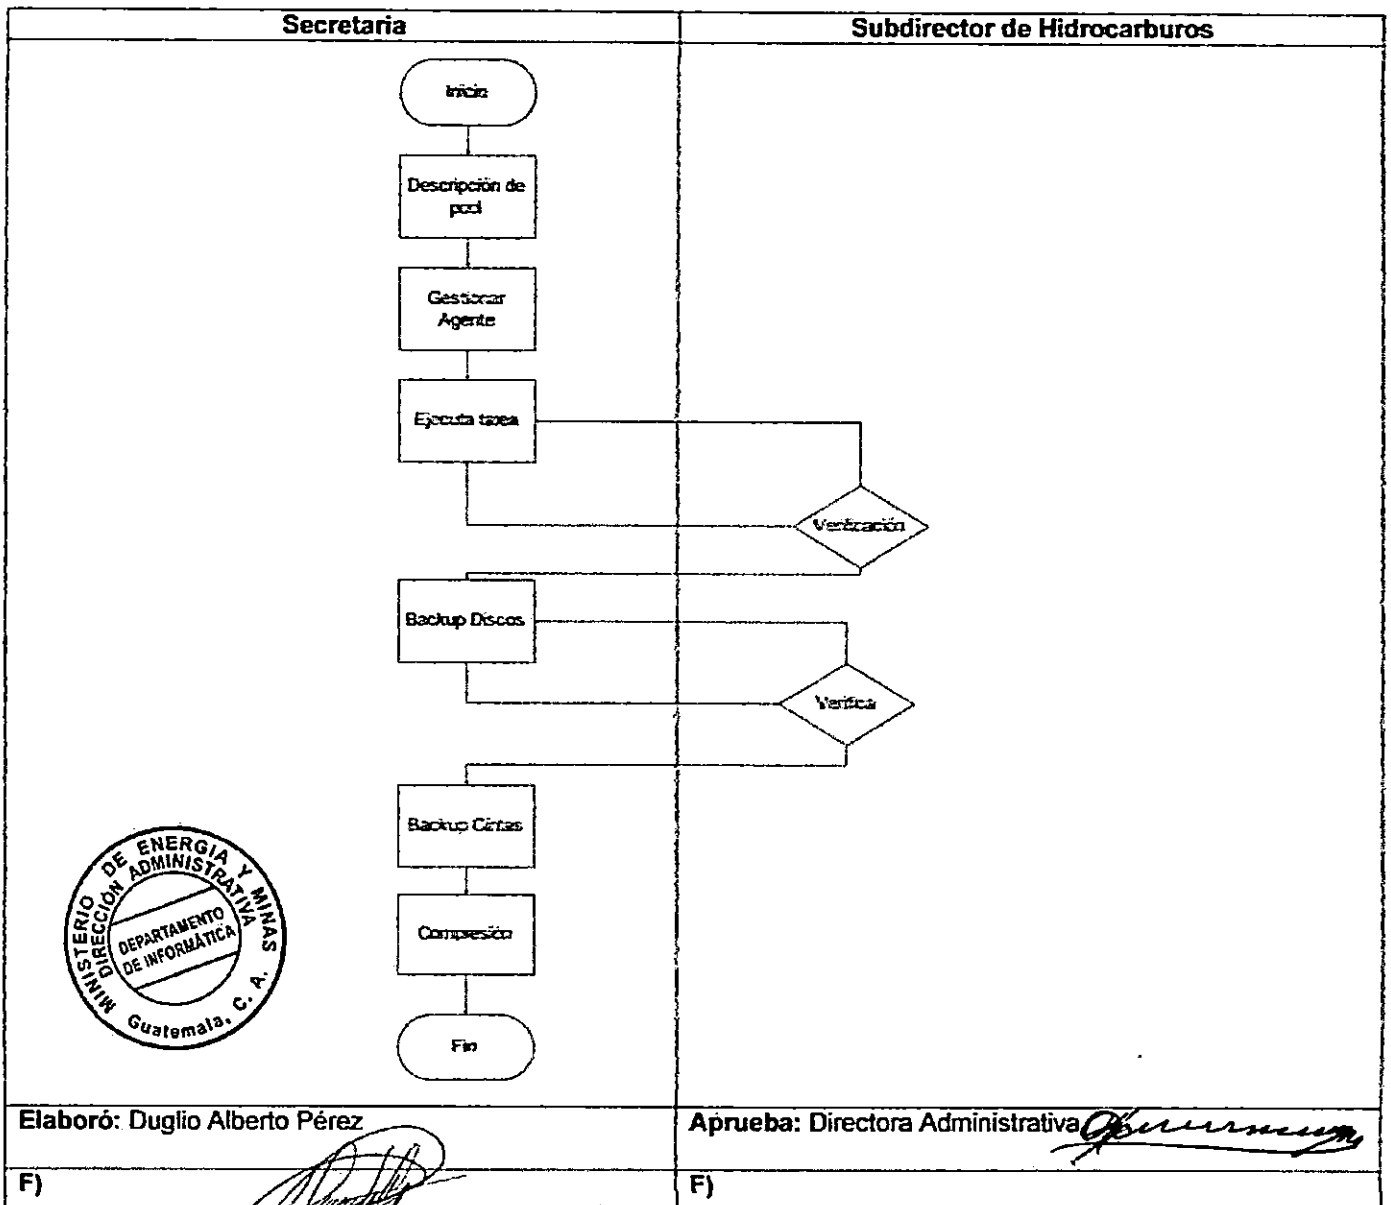 Secretaria
Subdirector de Hidrocarburos
Inicio
Descripción de
pool
Gestionar
Agente
Ejecuta tarea
Verificación
Backup Discos
Verifica
Backup Cintas
Compresión
Fin
MINISTERIO DE ENERGIA Y MINAS
DIRECCIÓN ADMINISTRATIVA
DEPARTAMENTO
DE INFORMÁTICA
Guatemala, C. A.
Elaboró: Duglio Alberto Pérez
Aprueba: Directora Administrativa
F)
F)